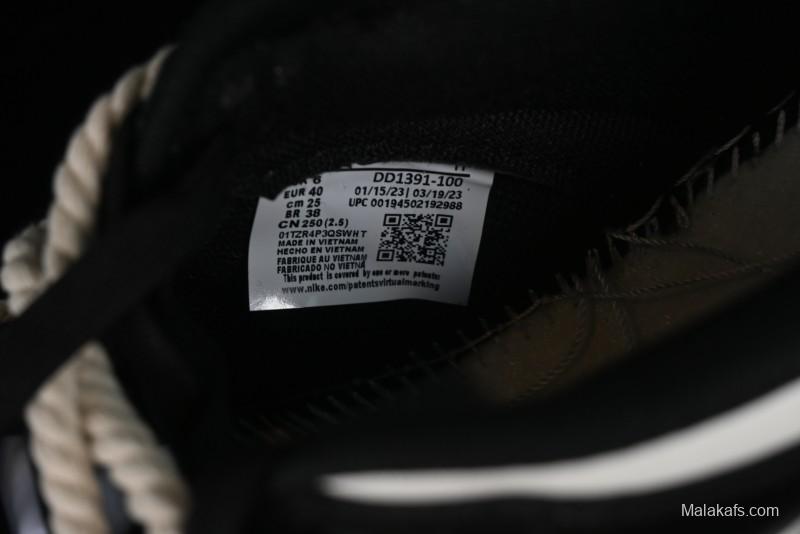 6 DD1391-100
EUR 40 01/15/23 | 03/19/23
cm 25 UPC 00194502192988
BR 38
CN 250 (2.5)
01TZR4P3QSWHT
MADE IN VIETNAM
HECHO EN VIETNAM
FABRIQUE AU VIETNAM
FABRICADO NO VIETNA
This product is covered by one or more patents:
www.nike.com/patentsvirtualmarking
Malakafs.com